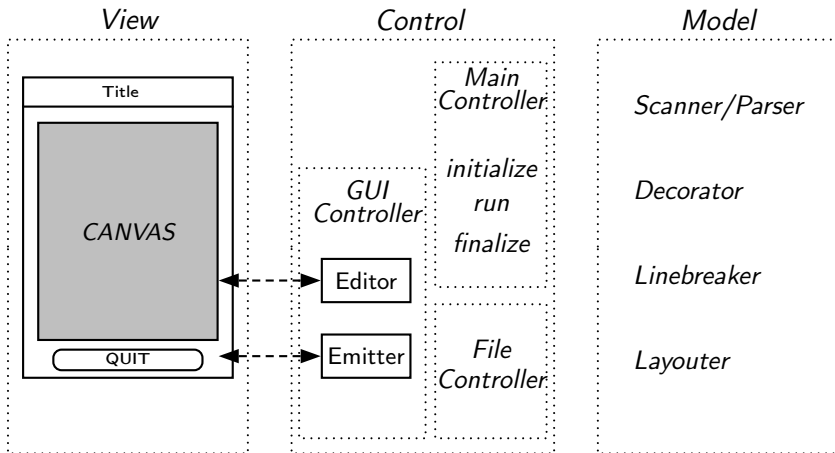 View
Control
Model
Title
CANVAS
QUIT
GUI
Controller
Editor
Emitter
Main
Controller
initialize
run
finalize
File
Controller
Scanner/Parser
Decorator
Linebreaker
Layouter